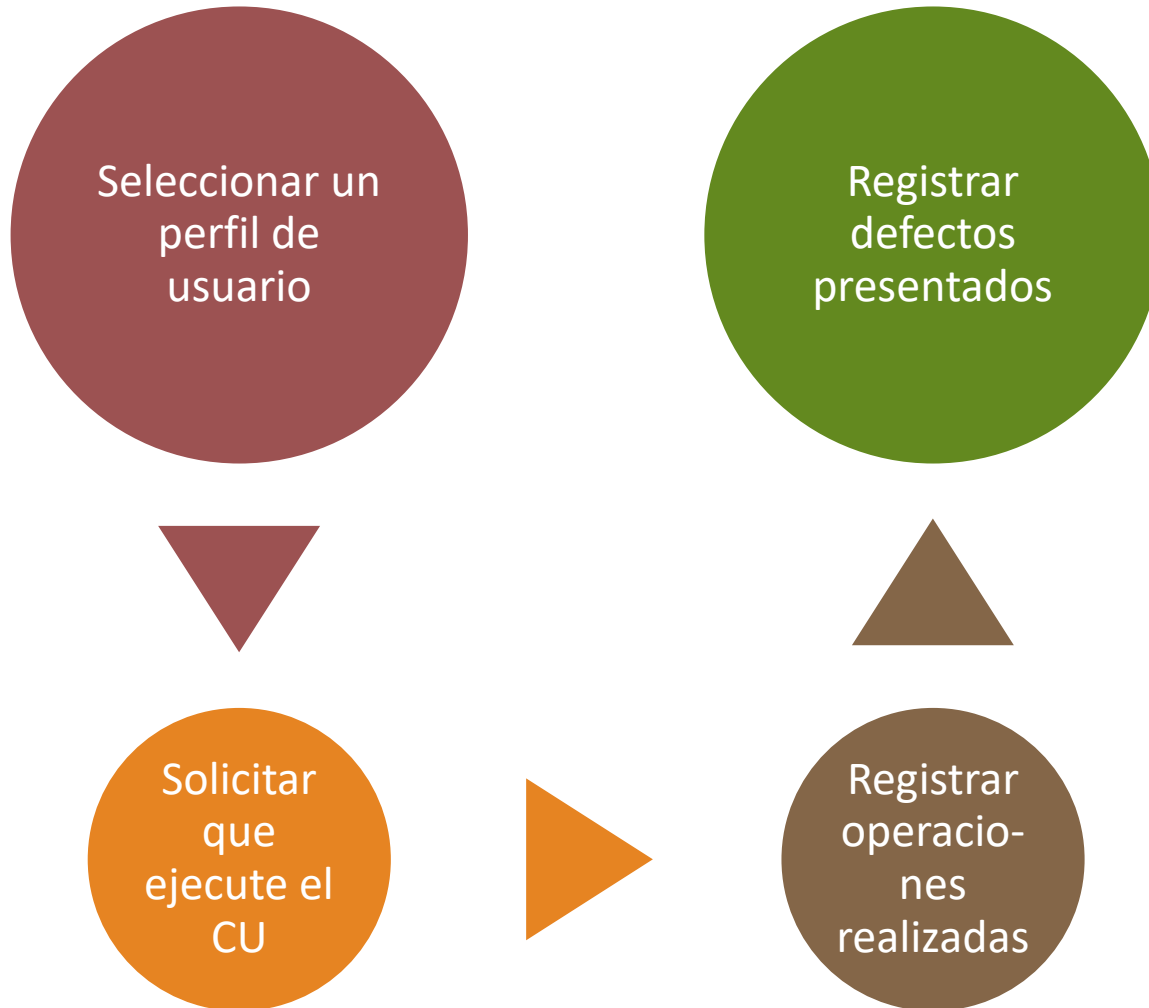 Seleccionar un
perfil de
usuario
Solicitar
que
ejecute el
CU
Registrar
operacio-
nes
realizadas
Registrar
defectos
presentados